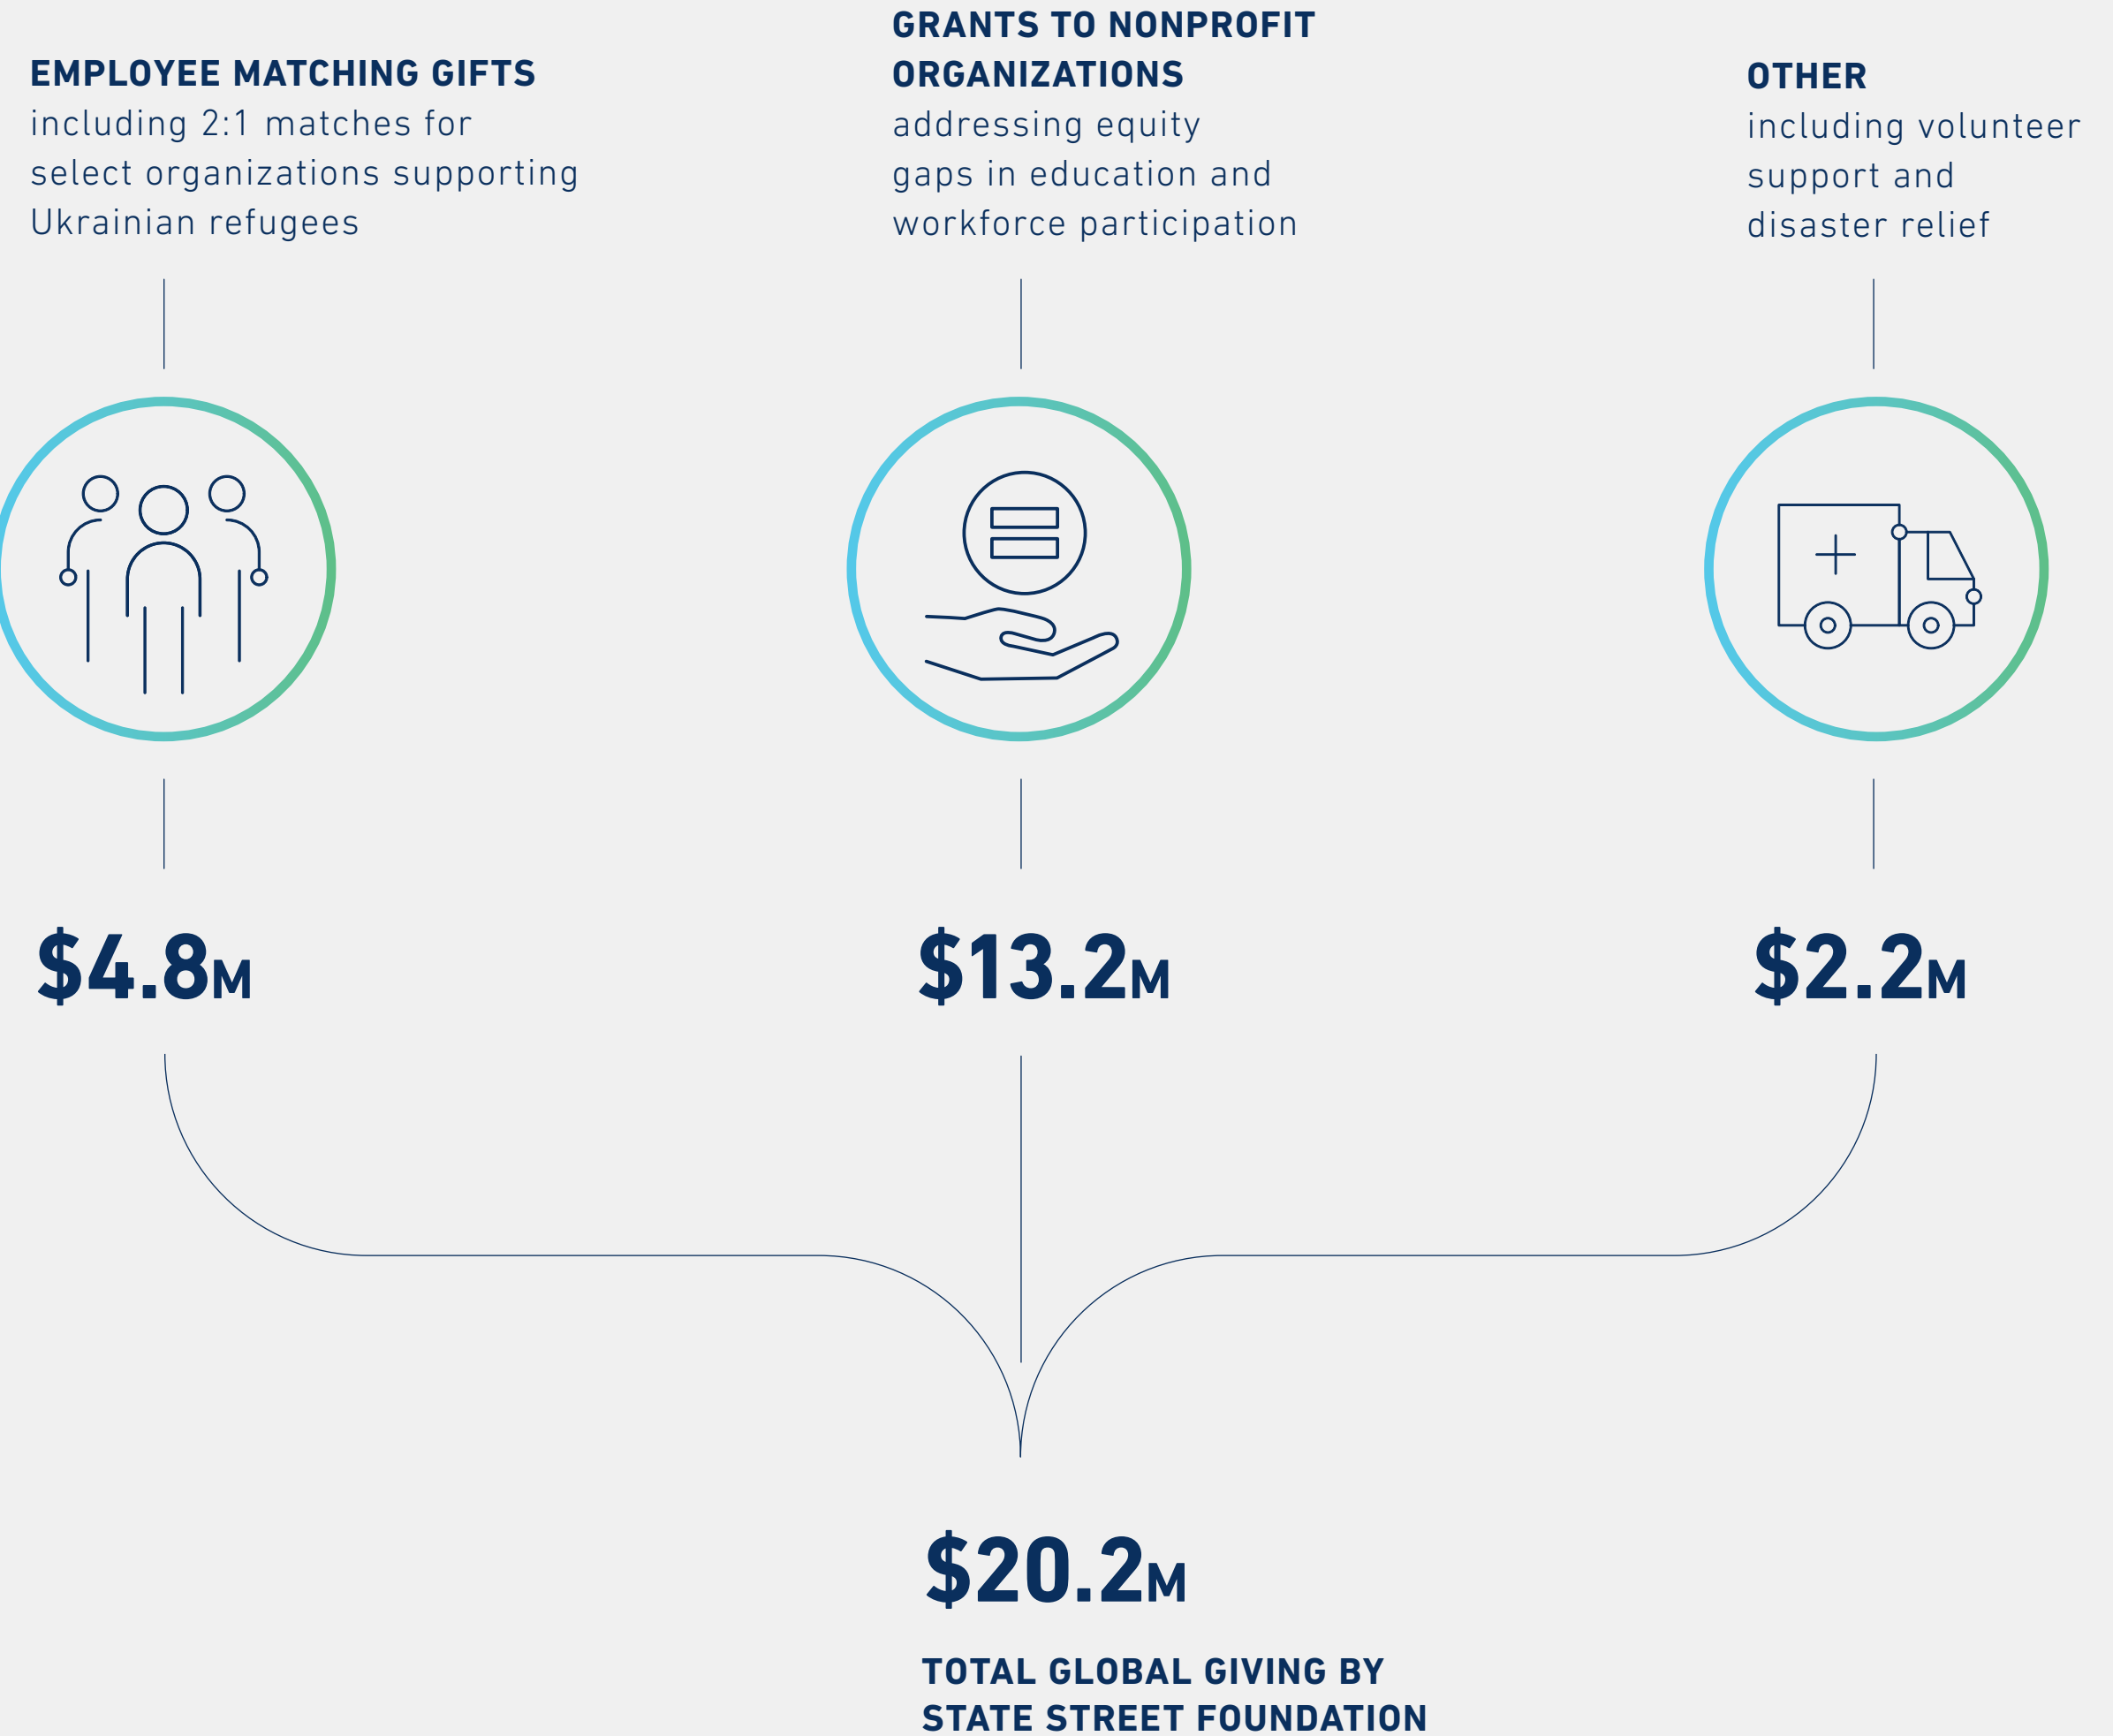 EMPLOYEE MATCHING GIFTS
including 2:1 matches for
select organizations supporting
Ukrainian refugees
GRANTS TO NONPROFIT
ORGANIZATIONS
addressing equity
gaps in education and
workforce participation
OTHER
including volunteer
support and
disaster relief
$4.8M
$13.2M
$2.2M
$20.2M
TOTAL GLOBAL GIVING BY
STATE STREET FOUNDATION